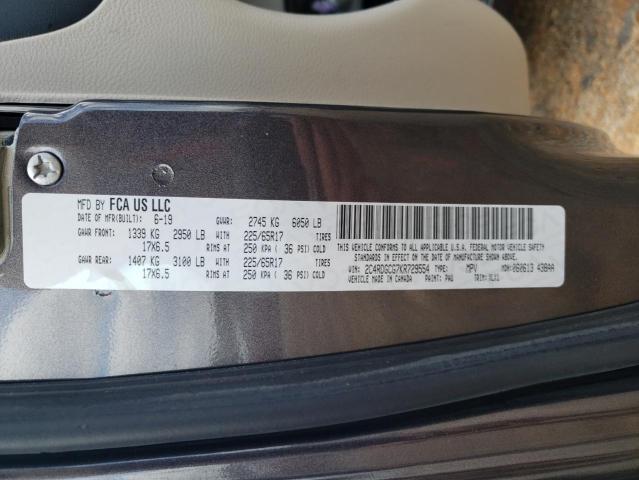 MFD BY FCA US LLC
DATE OF MFR(BUILT): 6-19 GVWR: 2745 KG 6050 LB
GAWR FRONT: 1339 KG 2950 LB WITH 225/65R17 TIRES
17X6.5 RIMS AT 250 KPA ( 36 PSI) COLD
GAWR REAR: 1407 KG 3100 LB WITH 225/65R17 TIRES
17X6.5 RIMS AT 250 KPA ( 36 PSI) COLD
THIS VEHICLE CONFORMS TO ALL APPLICABLE U.S.A. FEDERAL MOTOR VEHICLE SAFETY
STANDARDS IN EFFECT ON THE DATE OF MANUFACTURE SHOWN ABOVE.
VIN: 2C4RDGCG7KR729554 TYPE: MPV MDH: 060613 438AA
VEHICLE MADE IN CANADA PAINT: PAU TRIM: